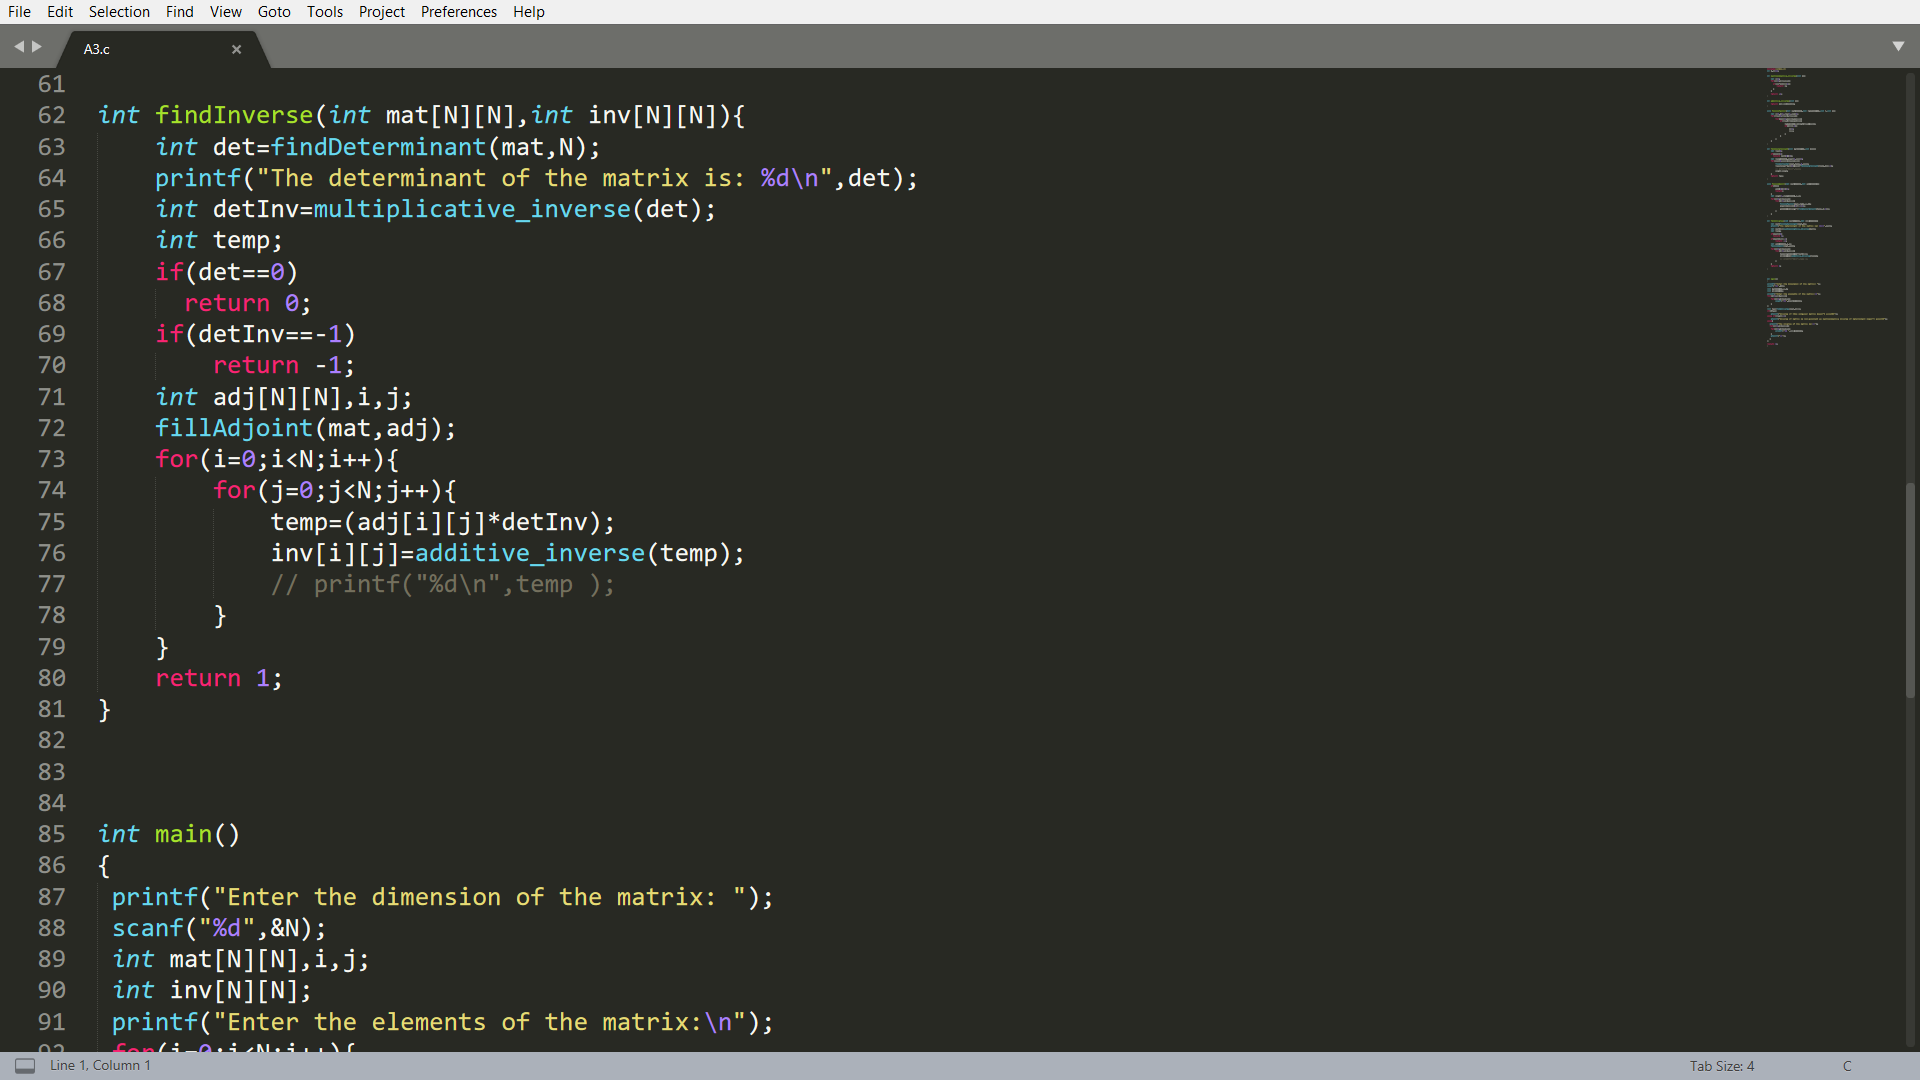 File Edit Selection Find View Goto Tools Project Preferences Help
A3.c ×
61
62 int findInverse(int mat[N][N],int inv[N][N]){
63     int det=findDeterminant(mat,N);
64     printf("The determinant of the matrix is: %d\n",det);
65     int detInv=multiplicative_inverse(det);
66     int temp;
67     if(det==0)
68       return 0;
69     if(detInv==-1)
70         return -1;
71     int adj[N][N],i,j;
72     fillAdjoint(mat,adj);
73     for(i=0;i<N;i++){
74         for(j=0;j<N;j++){
75             temp=(adj[i][j]*detInv);
76             inv[i][j]=additive_inverse(temp);
77             // printf("%d\n",temp );
78         }
79     }
80     return 1;
81 }
82
83
84
85 int main()
86 {
87  printf("Enter the dimension of the matrix: ");
88  scanf("%d",&N);
89  int mat[N][N],i,j;
90  int inv[N][N];
91  printf("Enter the elements of the matrix:\n");
92  for(i=0;i<N;i++){
Line 1, Column 1 Tab Size: 4 C